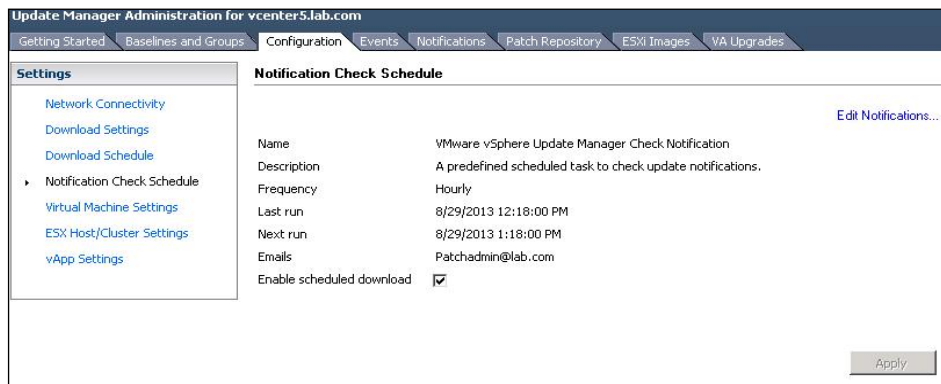 Update Manager Administration for vcenter5.lab.com
Getting Started Baselines and Groups Configuration Events Notifications Patch Repository ESXi Images VA Upgrades
Settings
Network Connectivity
Download Settings
Download Schedule
Notification Check Schedule
Virtual Machine Settings
ESX Host/Cluster Settings
vApp Settings
Notification Check Schedule
Edit Notifications...
Name VMware vSphere Update Manager Check Notification
Description A predefined scheduled task to check update notifications.
Frequency Hourly
Last run 8/29/2013 12:18:00 PM
Next run 8/29/2013 1:18:00 PM
Emails Patchadmin@lab.com
Enable scheduled download
Apply